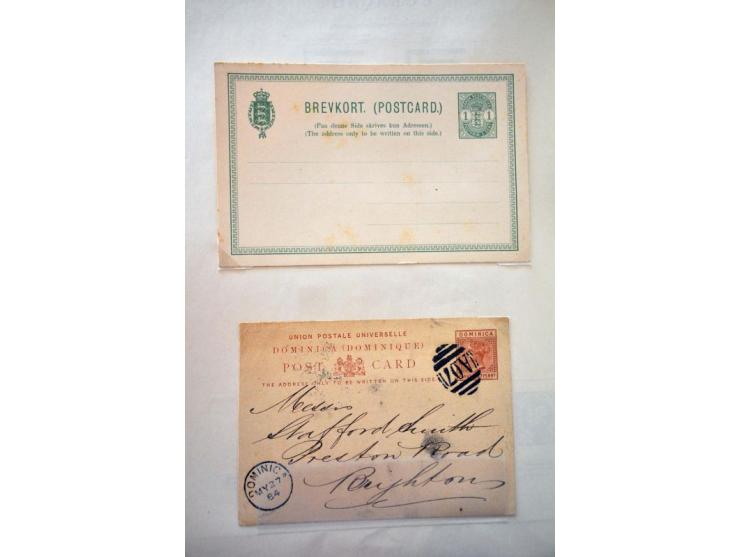 BREVKORT. (POSTCARD.)
(Paa denne Side skrives kun Adressen.)
(The address only to be written on this side.)
1 1
UNION POSTALE UNIVERSELLE
DOMINICA (DOMINIQUE)
POST CARD
THE ADDRESS ONLY TO BE WRITTEN ON THIS SIDE
DOMINICA
A07
Messrs
Stafford Smith
Preston Road
Brighton
DOMINICA
MY 27
84